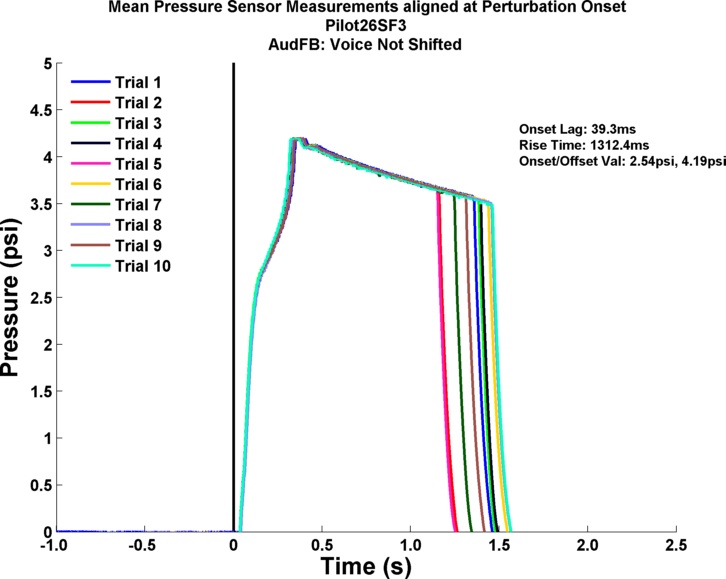 Mean Pressure Sensor Measurements aligned at Perturbation Onset
Pilot26SF3
AudFB: Voice Not Shifted
Trial 1
Trial 2
Trial 3
Trial 4
Trial 5
Trial 6
Trial 7
Trial 8
Trial 9
Trial 10
Onset Lag: 39.3ms
Rise Time: 1312.4ms
Onset/Offset Val: 2.54psi, 4.19psi
Pressure (psi)
5
4.5
4
3.5
3
2.5
2
1.5
1
0.5
0
-1.0
-0.5
0
0.5
1.0
1.5
2.0
2.5
Time (s)